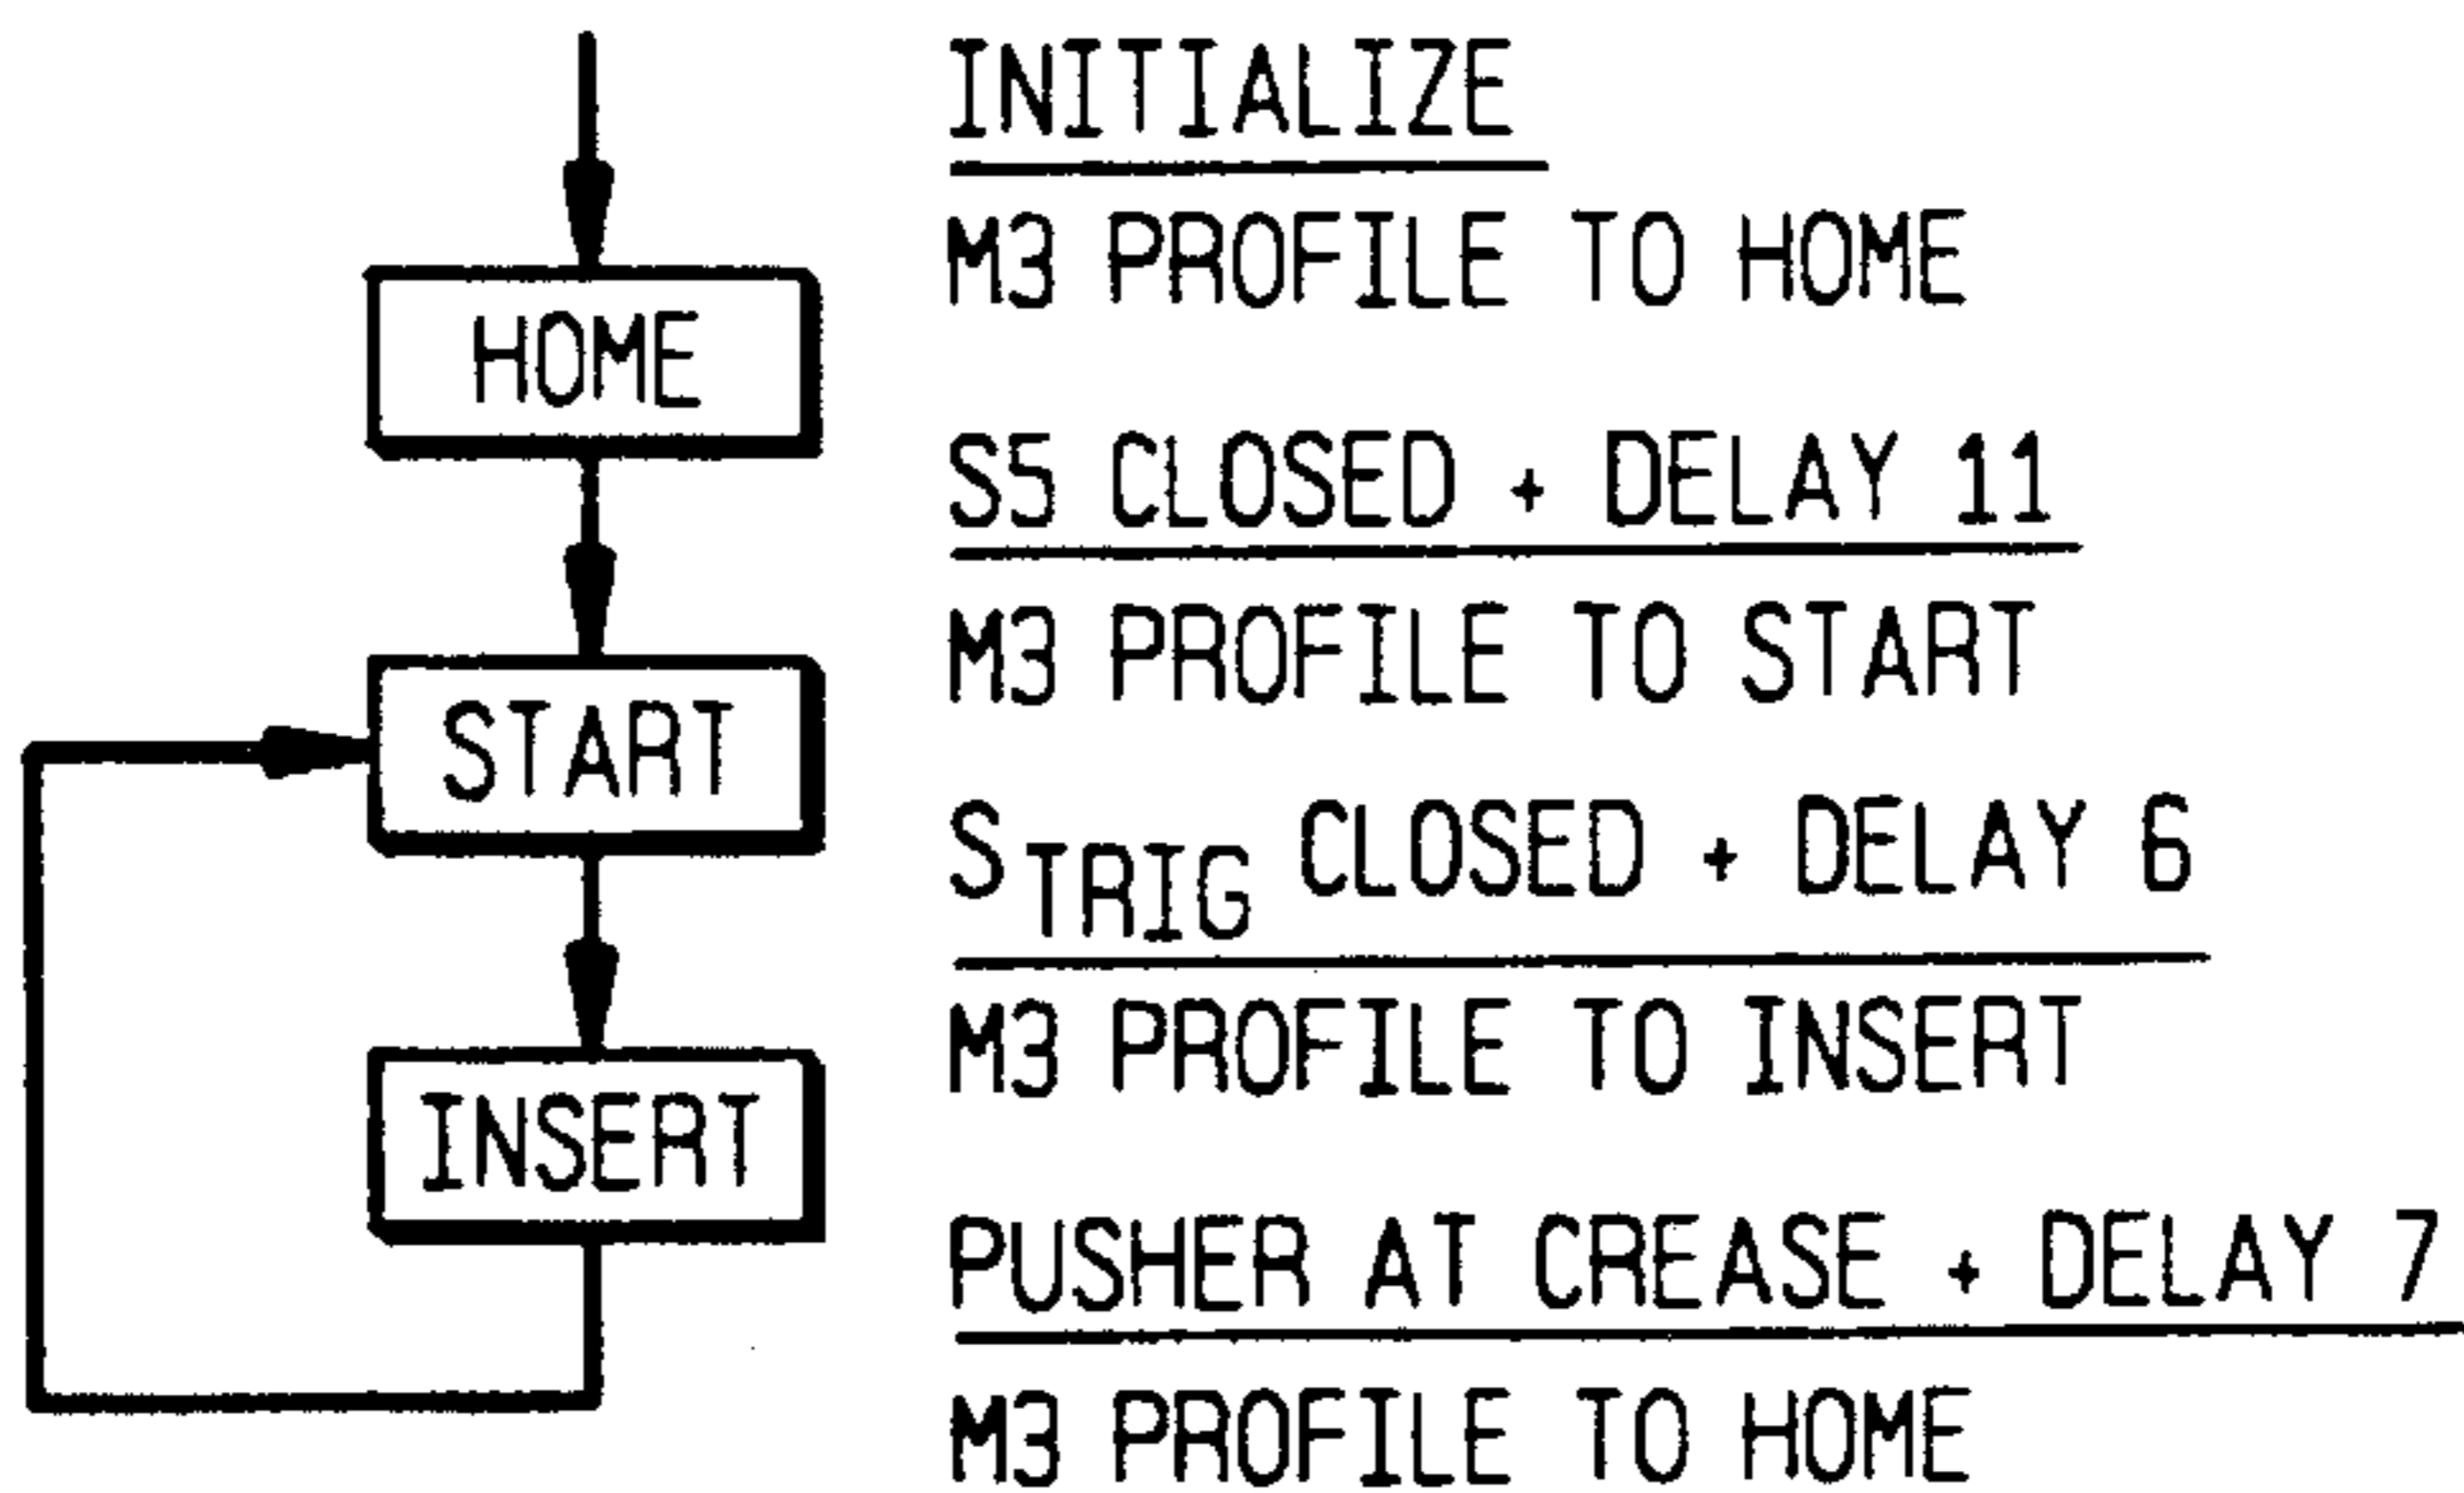 HOME
START
INSERT
INITIALIZE
M3 PROFILE TO HOME
S5 CLOSED + DELAY 11
M3 PROFILE TO START
STRIG CLOSED + DELAY 6
M3 PROFILE TO INSERT
PUSHER AT CREASE + DELAY 7
M3 PROFILE TO HOME